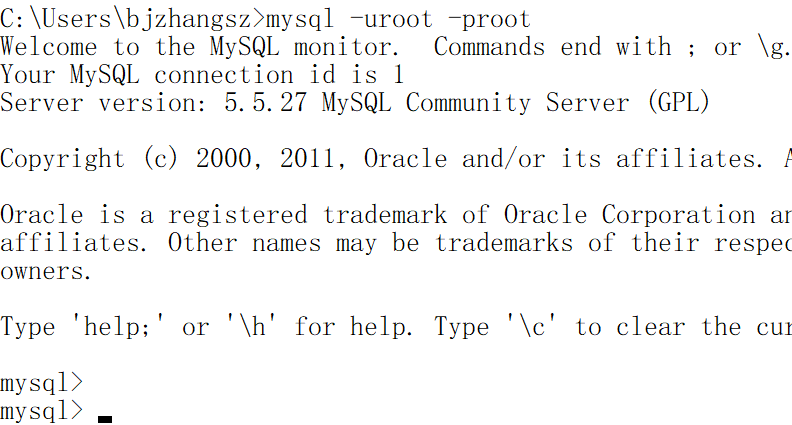 C:\Users\bjzhangsz>mysql -uroot -proot
Welcome to the MySQL monitor.  Commands end with ; or \g.
Your MySQL connection id is 1
Server version: 5.5.27 MySQL Community Server (GPL)
Copyright (c) 2000, 2011, Oracle and/or its affiliates.
Oracle is a registered trademark of Oracle Corporation
affiliates. Other names may be trademarks of their
owners.
Type 'help;' or '\h' for help. Type '\c' to clear the
mysql>
mysql>